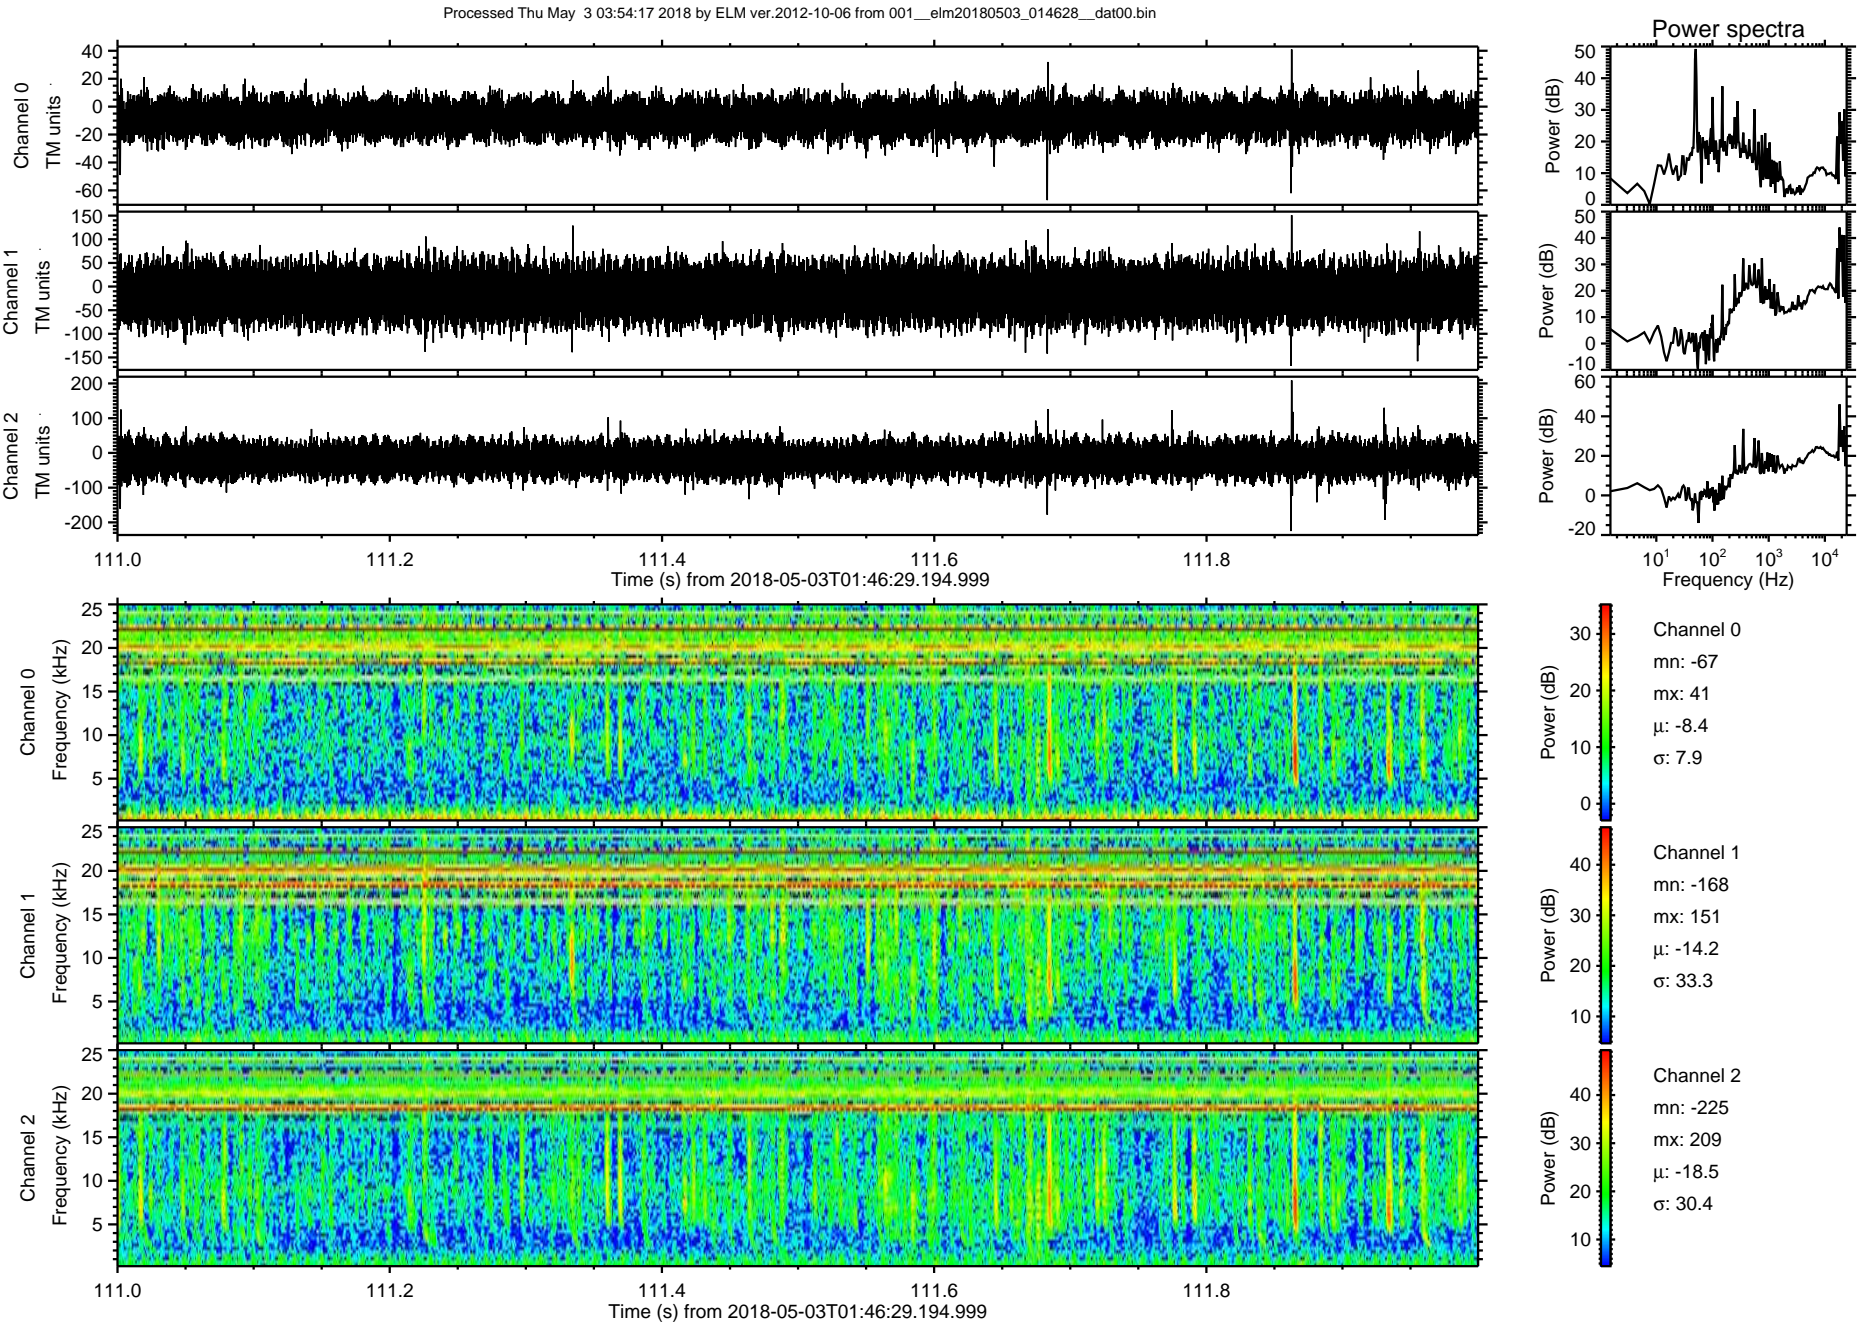 Processed Thu May  3 03:54:17 2018 by ELM ver.2012-10-06 from 001__elm20180503_014628__dat00.bin
Power spectra
Channel 0
TM units
40
20
0
-20
-40
-60
Power (dB)
50
40
30
20
10
0
Channel 1
TM units
150
100
50
0
-50
-100
-150
Power (dB)
50
40
30
20
10
0
-10
Channel 2
TM units
200
100
0
-100
-200
Power (dB)
60
40
20
0
-20
111.0 111.2 111.4 111.6 111.8
Time (s) from 2018-05-03T01:46:29.194.999
10^1 10^2 10^3 10^4
Frequency (Hz)
Channel 0
Frequency (kHz)
25
20
15
10
5
Power (dB)
30
20
10
0
Channel 0
mn: -67
mx: 41
μ: -8.4
σ: 7.9
Channel 1
Frequency (kHz)
25
20
15
10
5
Power (dB)
40
30
20
10
Channel 1
mn: -168
mx: 151
μ: -14.2
σ: 33.3
Channel 2
Frequency (kHz)
25
20
15
10
5
Power (dB)
40
30
20
10
Channel 2
mn: -225
mx: 209
μ: -18.5
σ: 30.4
111.0 111.2 111.4 111.6 111.8
Time (s) from 2018-05-03T01:46:29.194.999